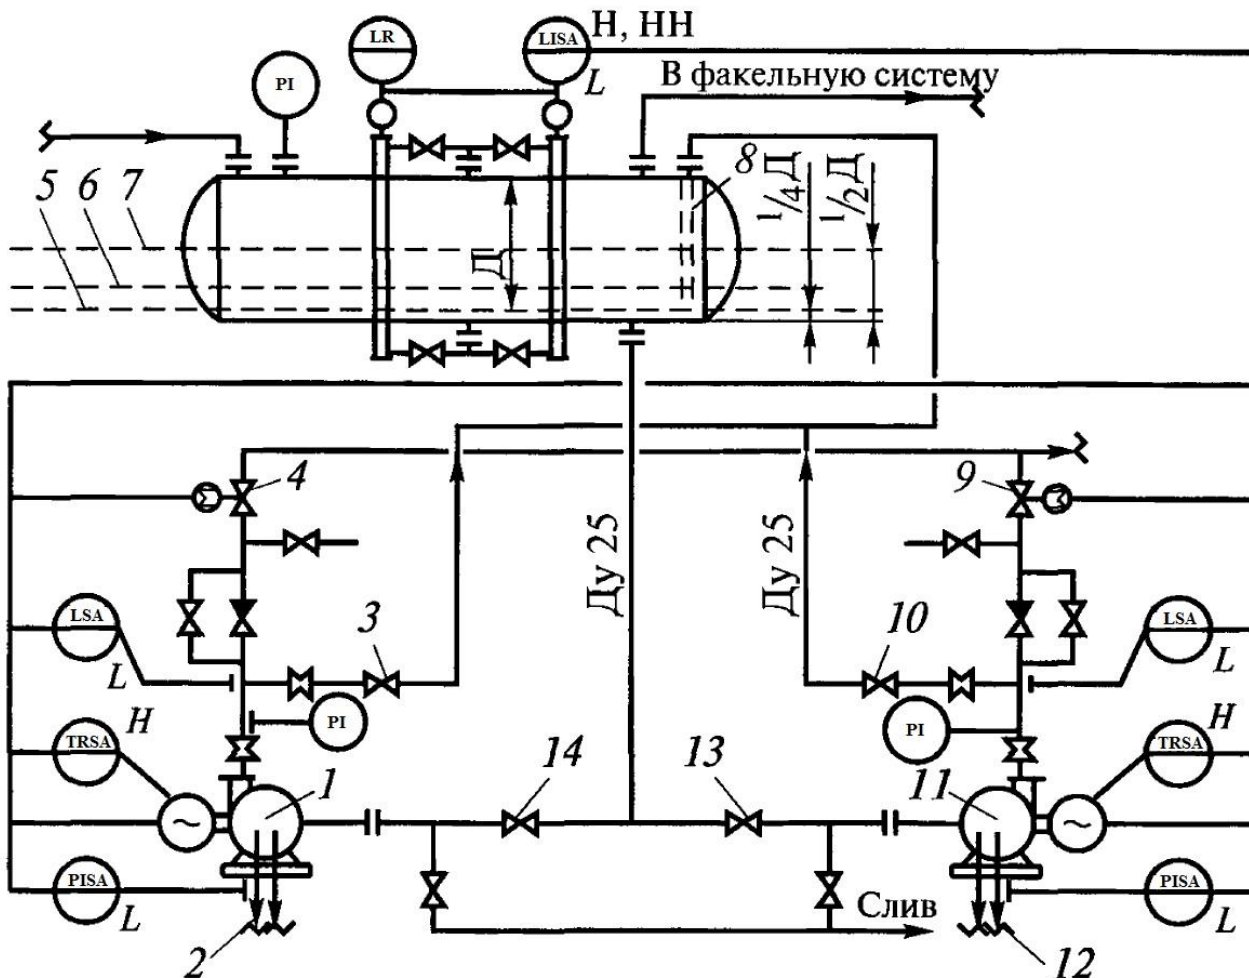 LR
LISA
Н, НН
L
PI
В факельную систему
5
6
7
8
1/4Д
1/2Д
Д
4
9
Ду 25
Ду 25
LSA
L
3
10
LSA
L
PI
PI
TRSA
H
14
13
TRSA
H
1
11
PISA
L
Слив
PISA
L
2
12